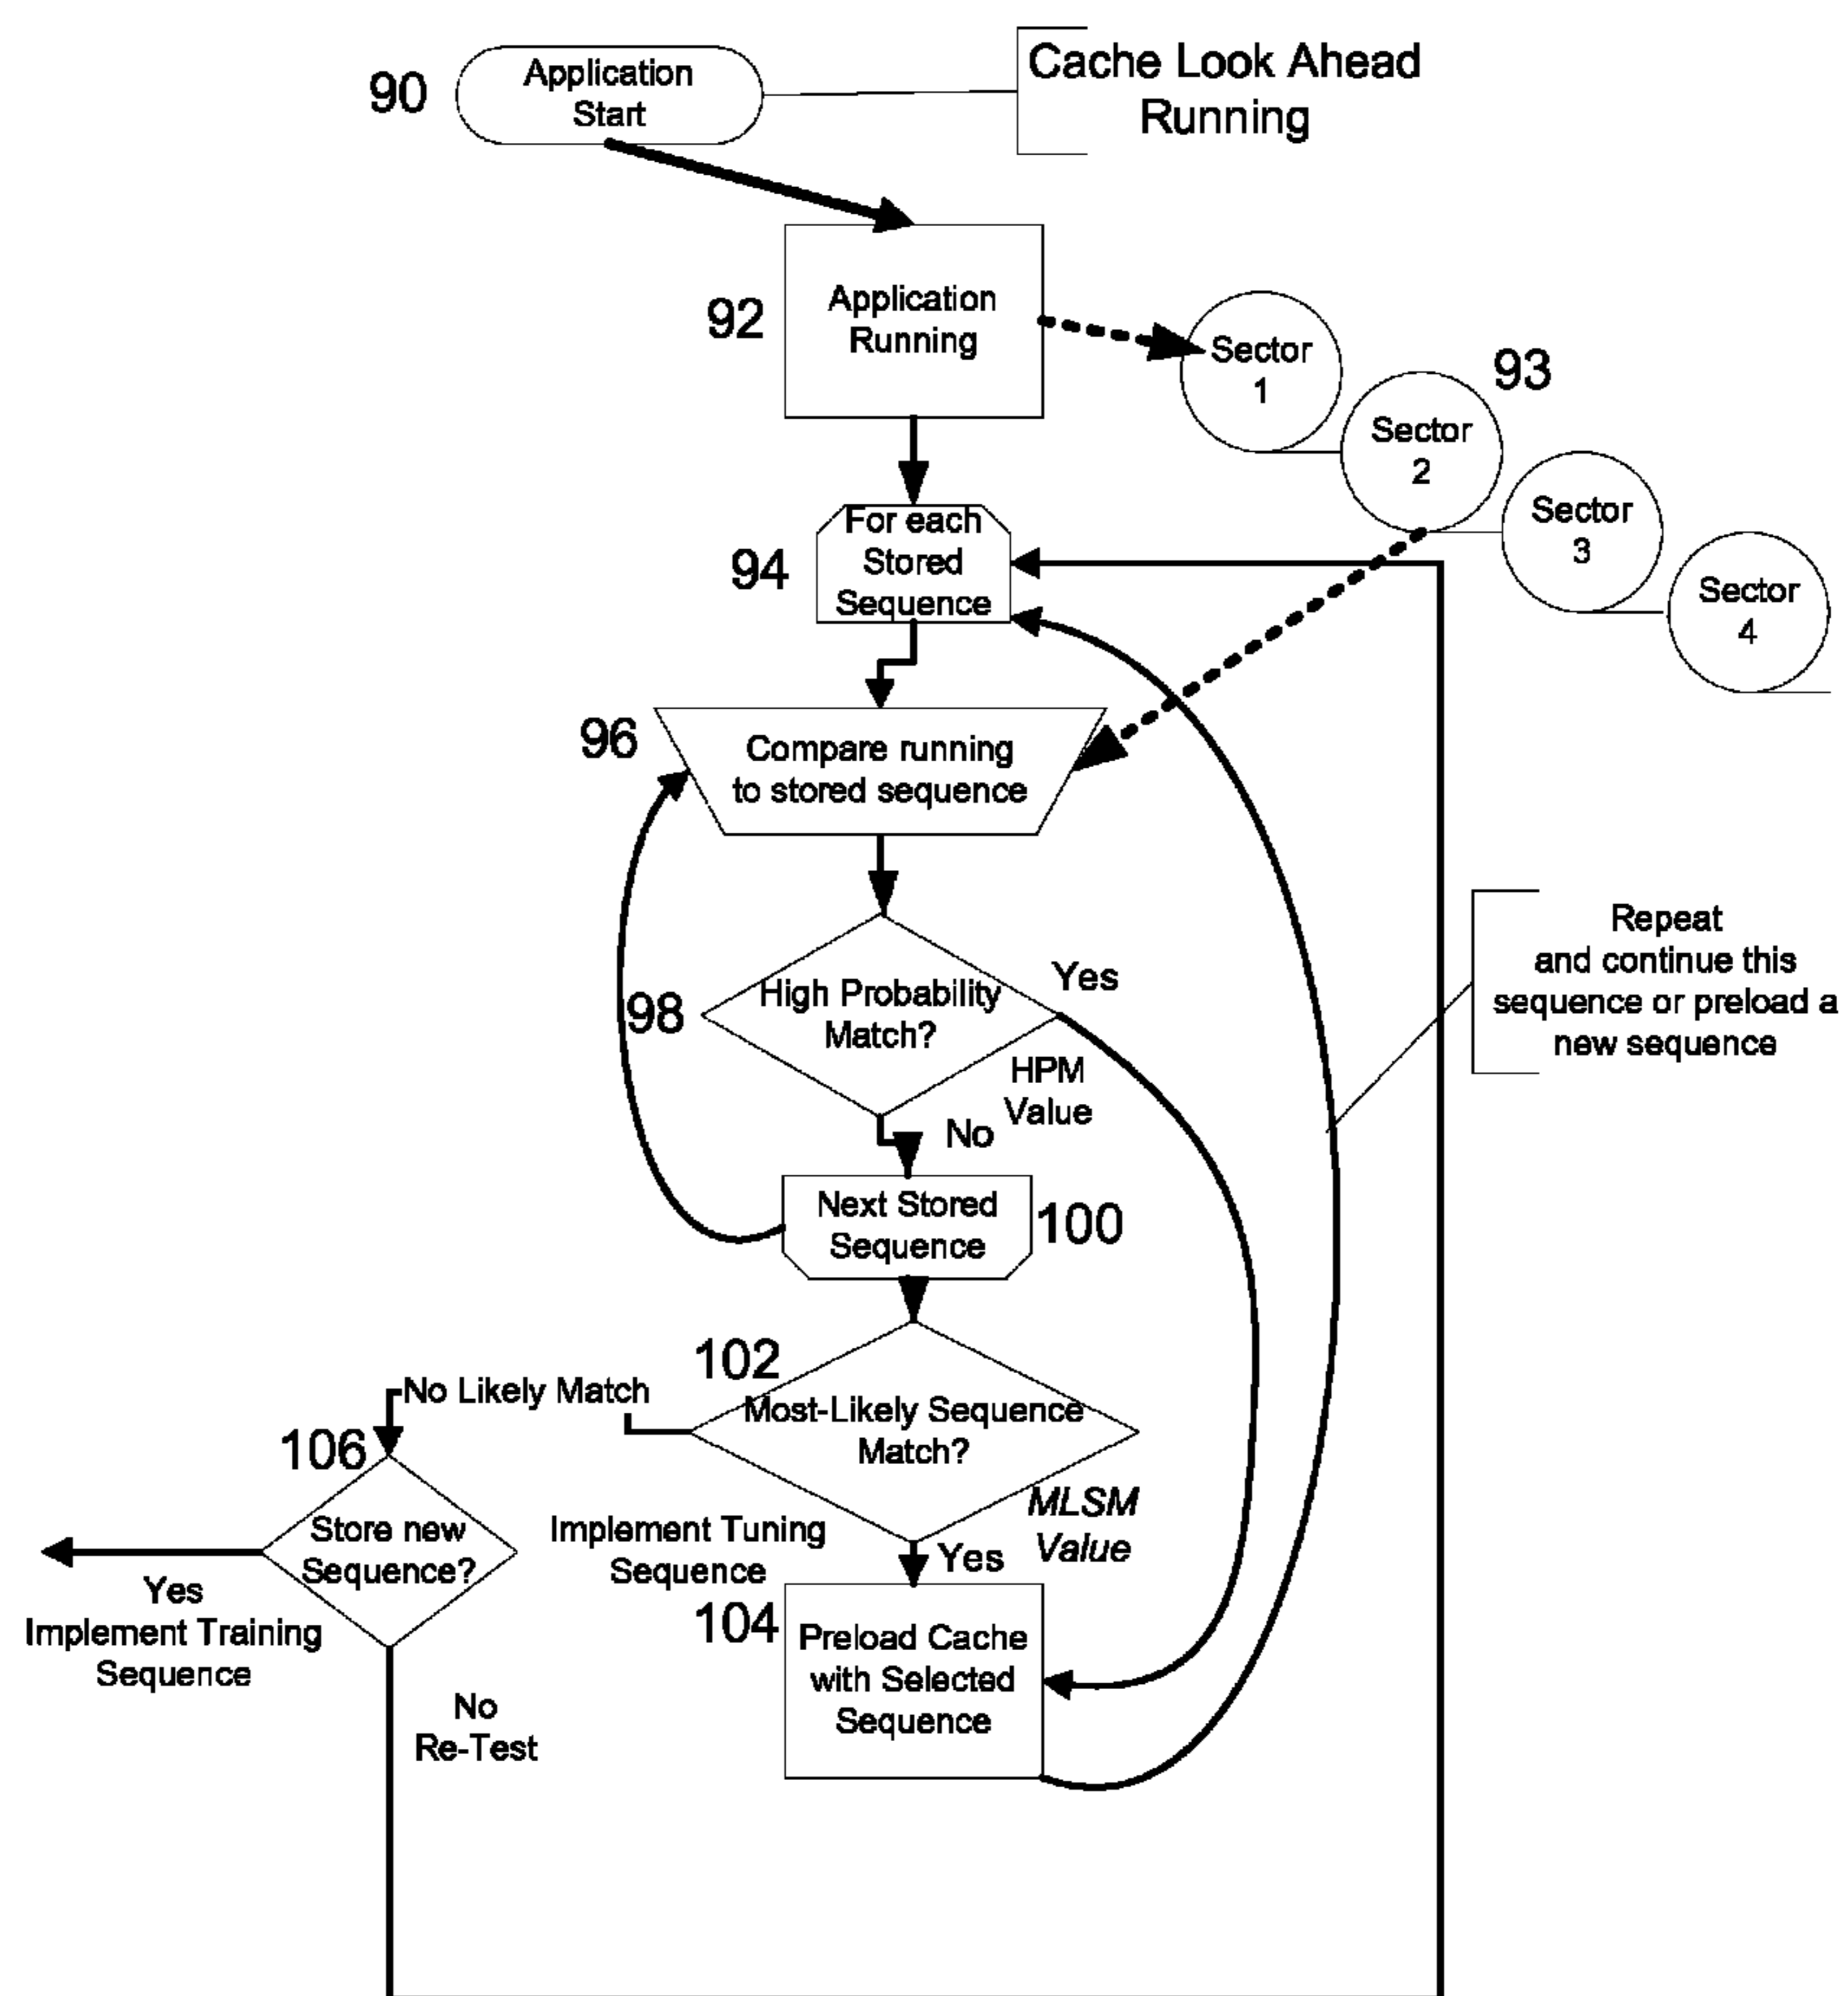 90
Application
Start
Cache Look Ahead
Running
92
Application
Running
Sector
1
93
Sector
2
Sector
3
Sector
4
94
For each
Stored
Sequence
96
Compare running
to stored sequence
Repeat
and continue this
sequence or preload a
new sequence
98
High Probability
Match?
Yes
HPM
Value
No
Next Stored
Sequence
100
102
No Likely Match
Most-Likely Sequence
Match?
106
MLSM
Value
Store new
Sequence?
Implement Tuning
Sequence
Yes
Yes
Implement Training
Sequence
104
Preload Cache
with Selected
Sequence
No
Re-Test